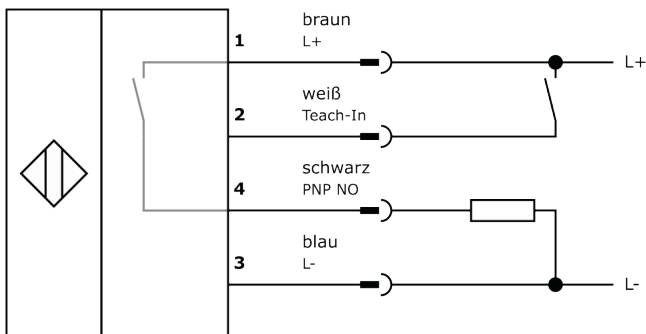 braun
1
L+
L+
weiß
2
Teach-In
schwarz
4
PNP NO
blau
3
L-
L-